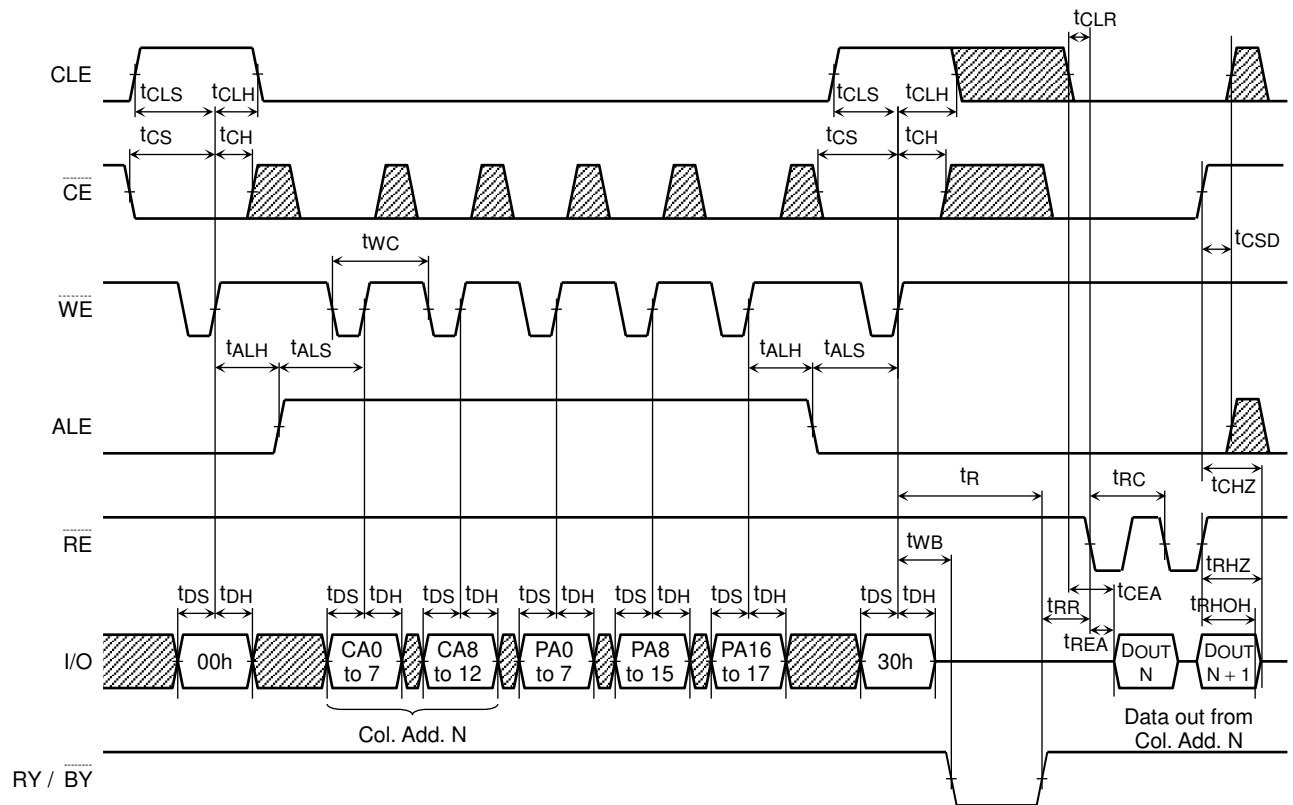 tCLR
CLE
tCLS tCLH tCLS tCLH
tCS tCH tCS tCH
CE
tWC tCSD
WE
tALH tALS tALH tALS
ALE
tR tRC tCHZ
RE
tWB tRHZ
tDS tDH tDS tDH tDS tDH tDS tDH tDS tDH tDS tDH tDS tDH tCEA
tRR tRHOH
tREA
I/O 00h CA0 to 7 CA8 to 12 PA0 to 7 PA8 to 15 PA16 to 17 30h DOUT N DOUT N + 1
Col. Add. N
Data out from
Col. Add. N
RY / BY